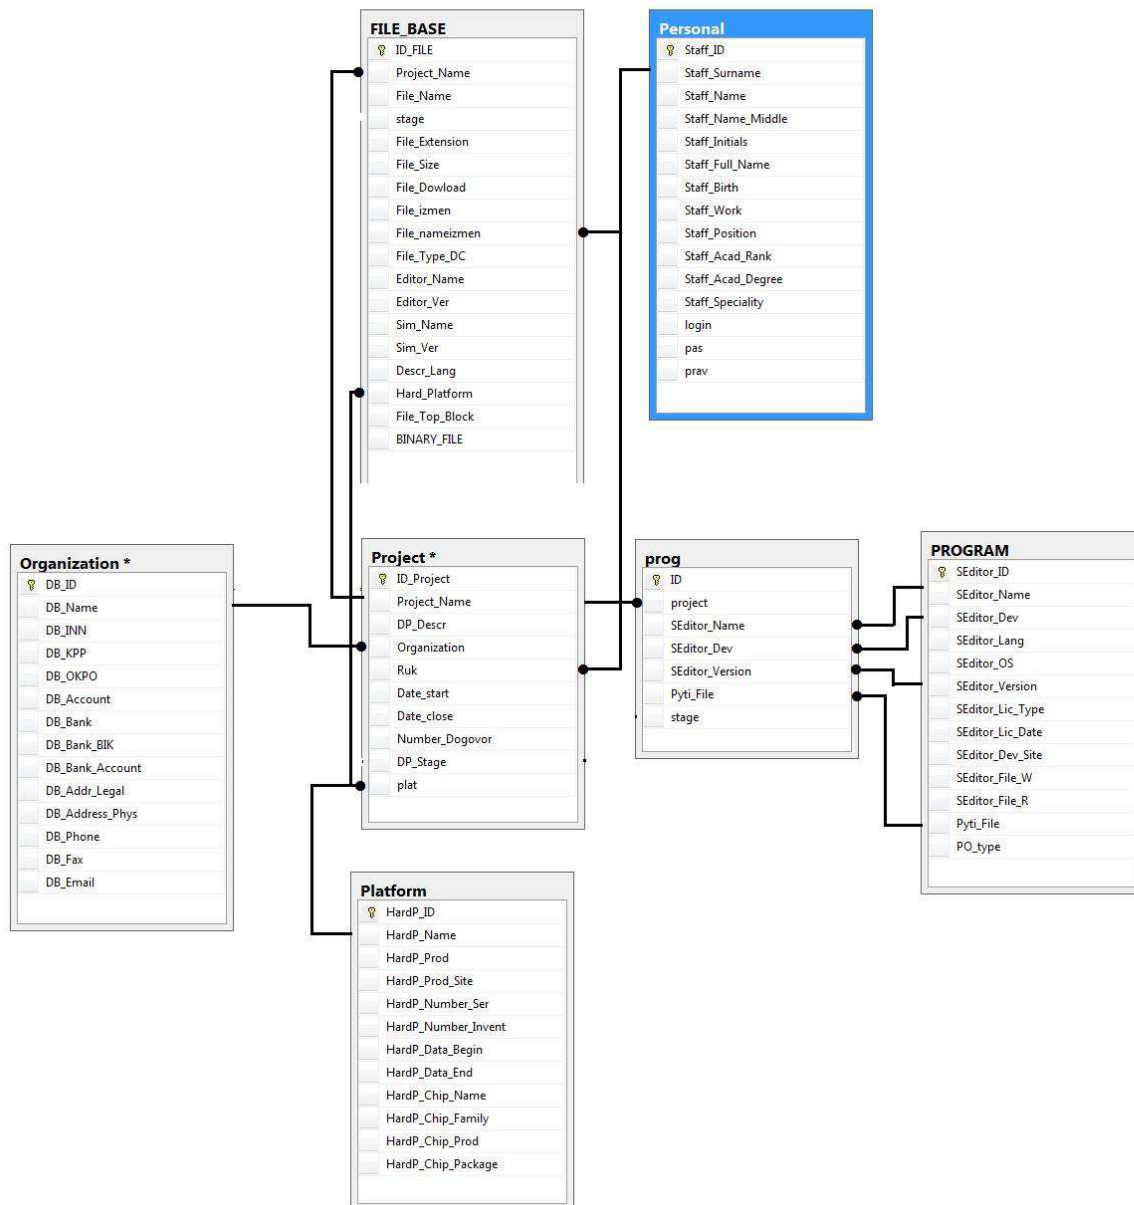 FILE_BASE
ID_FILE
Project_Name
File_Name
stage
File_Extension
File_Size
File_Dowload
File_izmen
File_nameizmen
File_Type_DC
Editor_Name
Editor_Ver
Sim_Name
Sim_Ver
Descr_Lang
Hard_Platform
File_Top_Block
BINARY_FILE
Personal
Staff_ID
Staff_Surname
Staff_Name
Staff_Name_Middle
Staff_Initials
Staff_Full_Name
Staff_Birth
Staff_Work
Staff_Position
Staff_Acad_Rank
Staff_Acad_Degree
Staff_Speciality
login
pas
prav
Organization *
DB_ID
DB_Name
DB_INN
DB_KPP
DB_OKPO
DB_Account
DB_Bank
DB_Bank_BIK
DB_Bank_Account
DB_Addr_Legal
DB_Address_Phys
DB_Phone
DB_Fax
DB_Email
Project *
ID_Project
Project_Name
DP_Descr
Organization
Ruk
Date_start
Date_close
Number_Dogovor
DP_Stage
plat
prog
ID
project
SEditor_Name
SEditor_Dev
SEditor_Version
Pyti_File
stage
PROGRAM
SEditor_ID
SEditor_Name
SEditor_Dev
SEditor_Lang
SEditor_OS
SEditor_Version
SEditor_Lic_Type
SEditor_Lic_Date
SEditor_Dev_Site
SEditor_File_W
SEditor_File_R
Pyti_File
PO_type
Platform
HardP_ID
HardP_Name
HardP_Prod
HardP_Prod_Site
HardP_Number_Ser
HardP_Number_Invent
HardP_Data_Begin
HardP_Data_End
HardP_Chip_Name
HardP_Chip_Family
HardP_Chip_Prod
HardP_Chip_Package